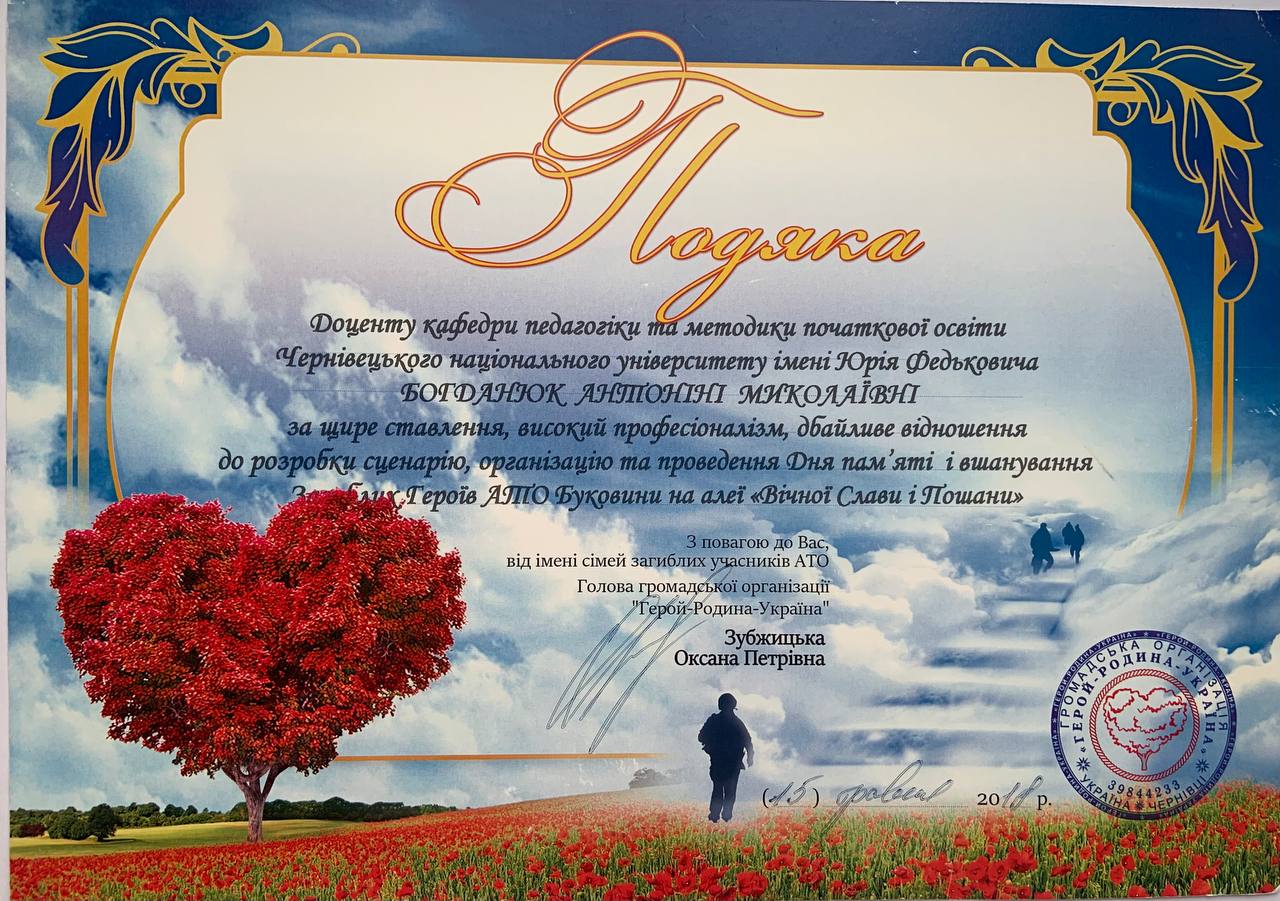 Подяка
Доценту кафедри педагогіки та методики початкової освіти
Чернівецького національного університету імені Юрія Федьковича
БОГДАНЮК АНТОНІНІ МИКОЛАЇВНІ
за щире ставлення, високий професіоналізм, дбайливе відношення
до розробки сценарію, організацію та проведення Дня пам'яті і вшанування
Загиблих Героїв АТО Буковини на алеї «Вічної Слави і Пошани»
З повагою до Вас,
від імені сімей загиблих учасників АТО
Голова громадської організації
"Герой-Родина-Україна"
Зубжицька
Оксана Петрівна
(15) 2018 р.
ГРОМАДСЬКА ОРГАНІЗАЦІЯ
«ГЕРОЙ-РОДИНА-УКРАЇНА»
39844233
УКРАЇНА * ЧЕРНІВЦІ